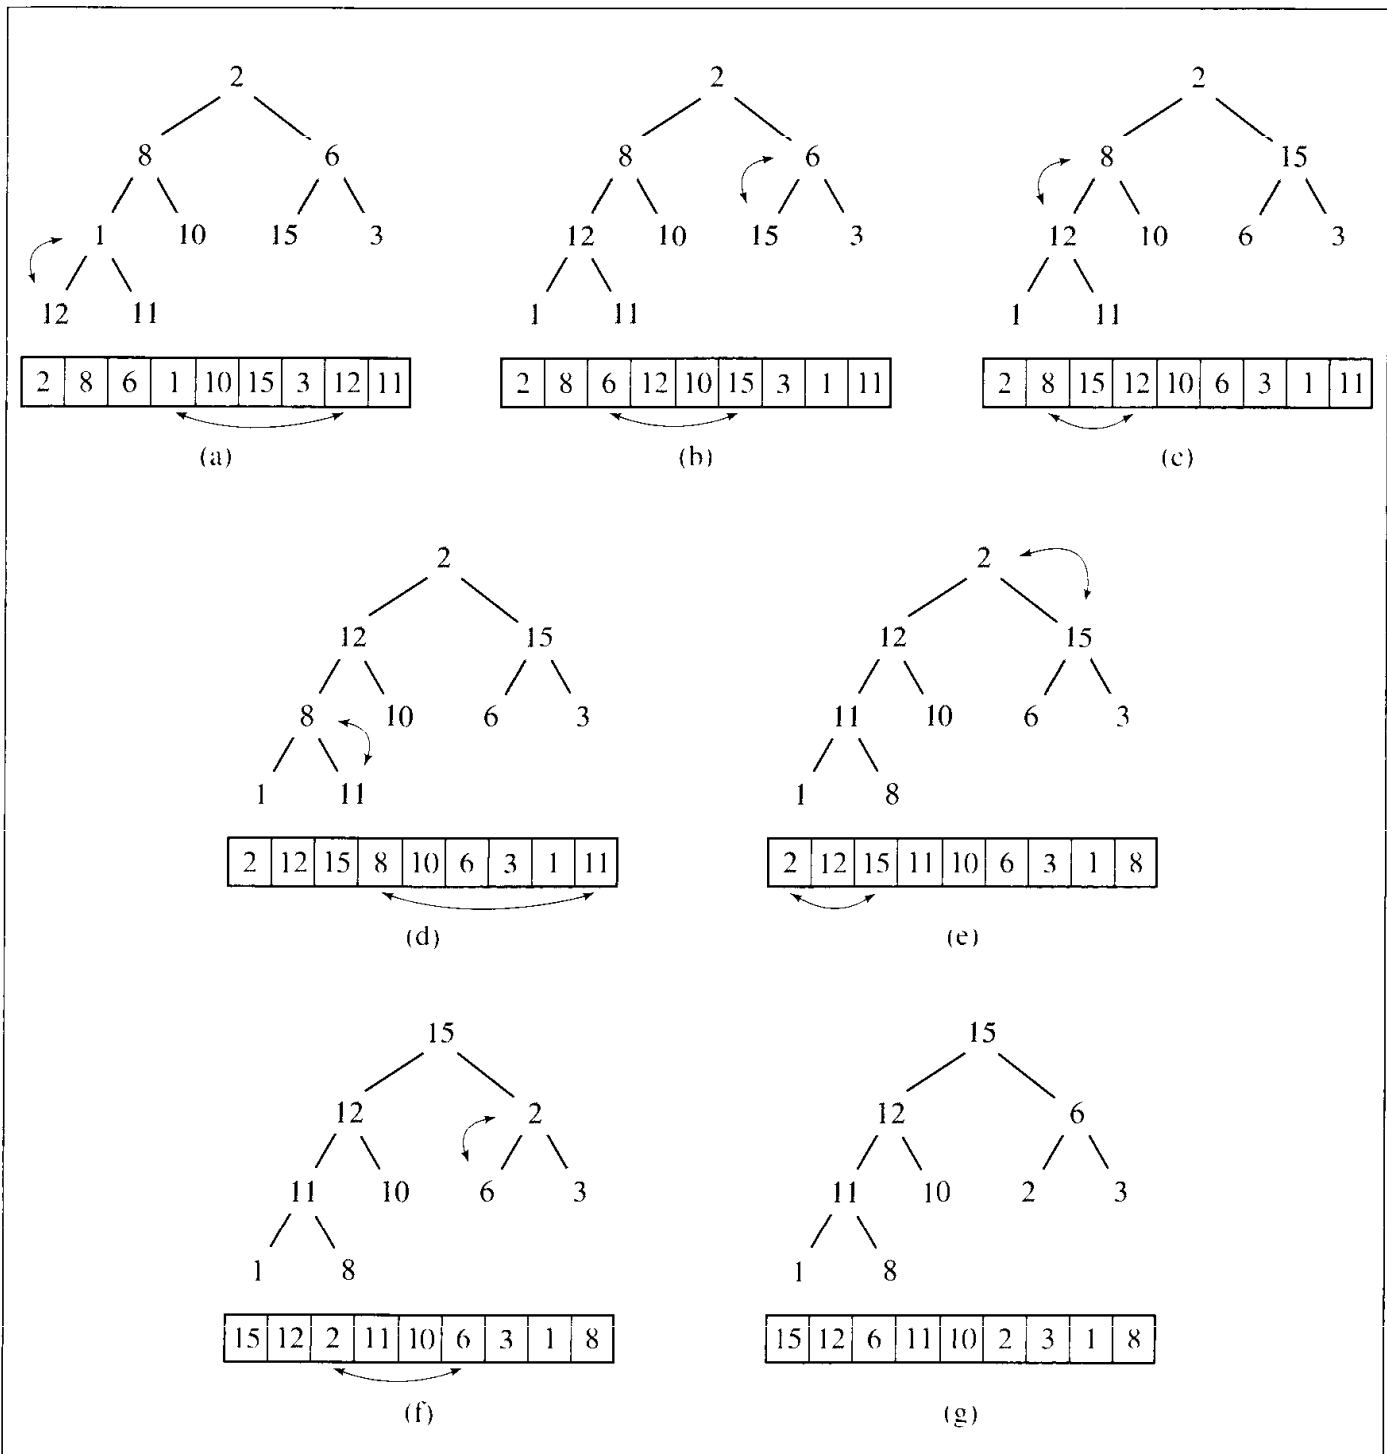 2 2 2
8 6 8 6 8 15
1 10 15 3 12 10 15 3 12 10 6 3
12 11 1 11 1 11
2 8 6 1 10 15 3 12 11 2 8 6 12 10 15 3 1 11 2 8 15 12 10 6 3 1 11
(a) (b) (c)
2 2
12 15 12 15
8 10 6 3 11 10 6 3
1 11 1 8
2 12 15 8 10 6 3 1 11 2 12 15 11 10 6 3 1 8
(d) (e)
15 15
12 2 12 6
11 10 6 3 11 10 2 3
1 8 1 8
15 12 2 11 10 6 3 1 8 15 12 6 11 10 2 3 1 8
(f) (g)